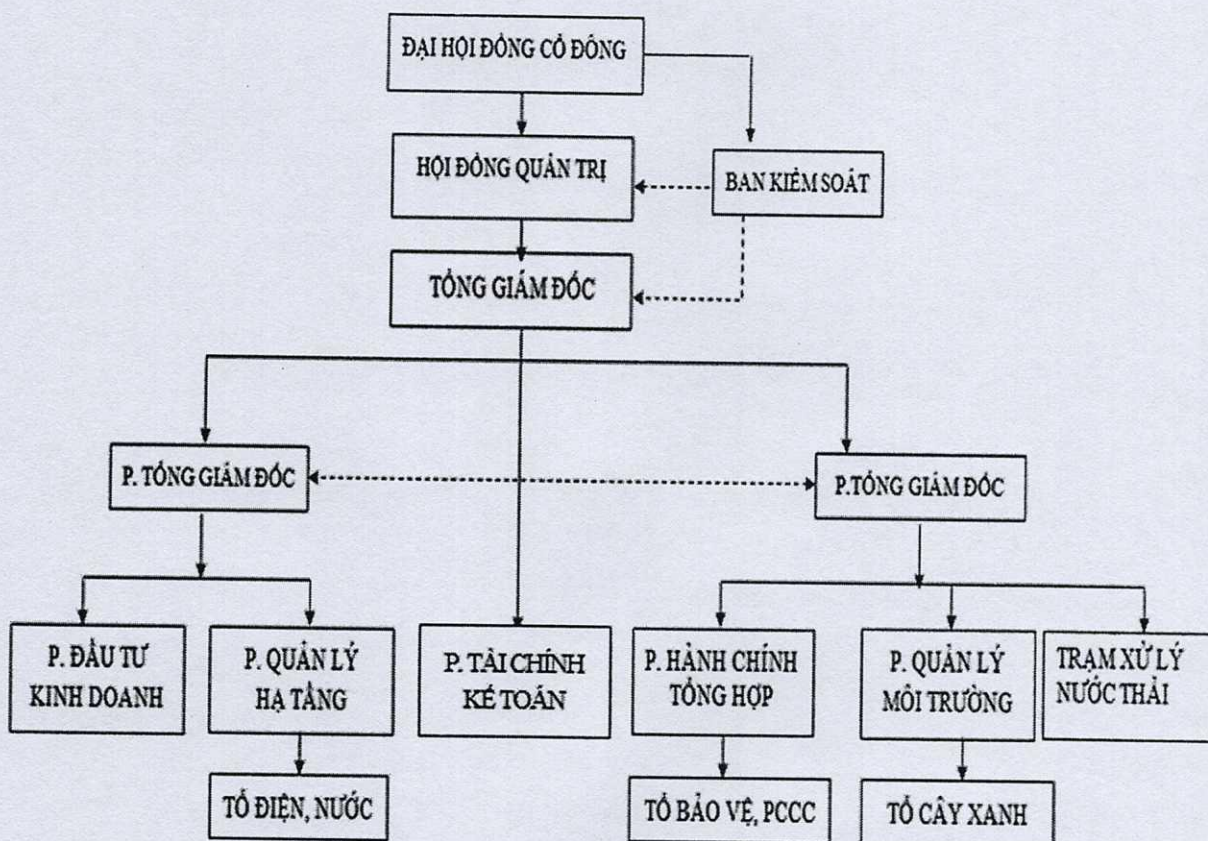 ĐẠI HỘI ĐỒNG CỔ ĐÔNG
HỘI ĐỒNG QUẢN TRỊ
BAN KIỂM SOÁT
TỔNG GIÁM ĐỐC
P. TỔNG GIÁM ĐỐC
P.TỔNG GIÁM ĐỐC
P. ĐẦU TƯ
KINH DOANH
P. QUẢN LÝ
HẠ TẦNG
P. TÀI CHÍNH
KẾ TOÁN
P. HÀNH CHÍNH
TỔNG HỢP
P. QUẢN LÝ
MÔI TRƯỜNG
TRẠM XỬ LÝ
NƯỚC THẢI
TỔ ĐIỆN, NƯỚC
TỔ BẢO VỆ, PCCC
TỔ CÂY XANH